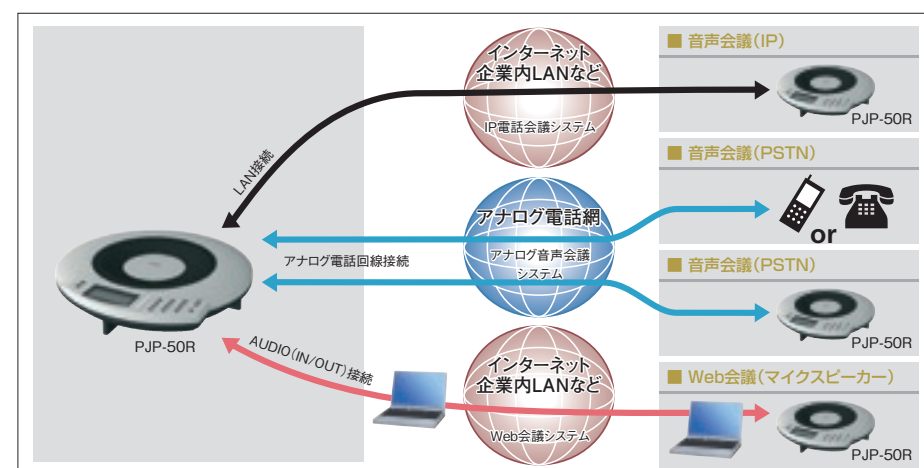 インターネット
企業内LANなど
IP電話会議システム
LAN接続
■ 音声会議(IP)
PJP-50R
■ 音声会議(PSTN)
or
アナログ電話網
アナログ音声会議
システム
アナログ電話回線接続
PJP-50R
■ 音声会議(PSTN)
PJP-50R
AUDIO(IN/OUT)接続
インターネット
企業内LANなど
Web会議システム
■ Web会議(マイクスピーカー)
PJP-50R